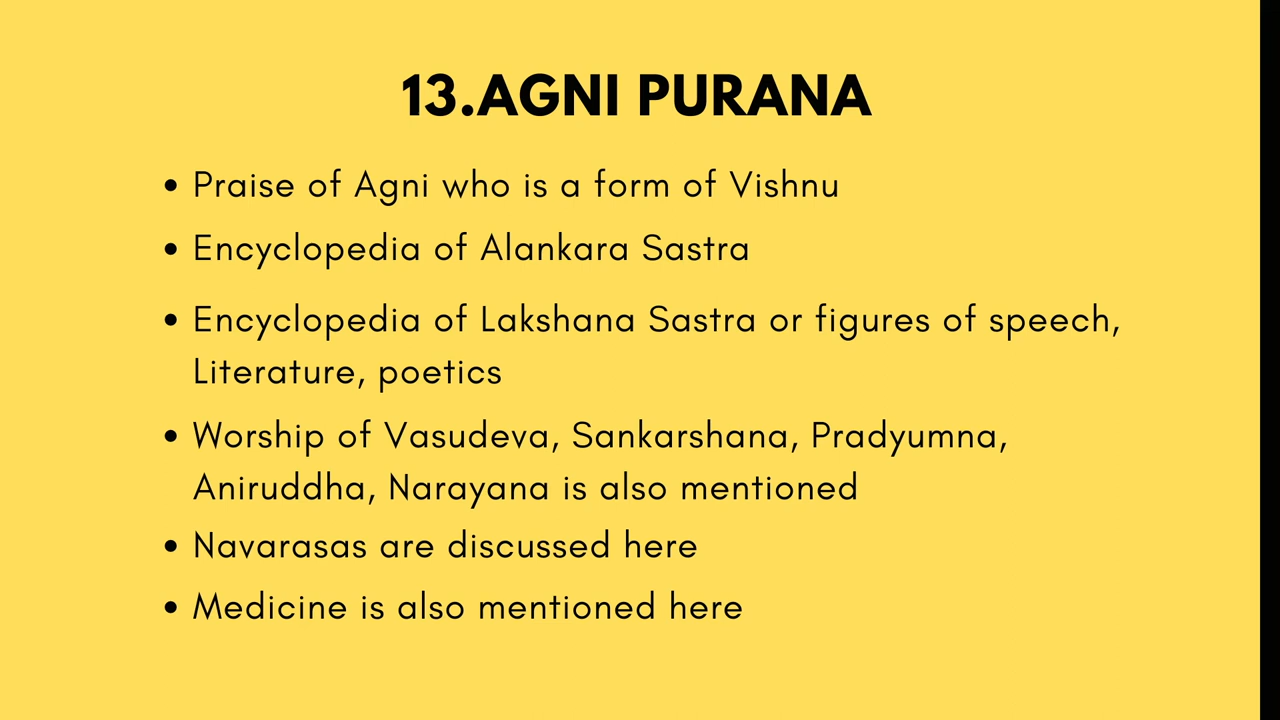 13.AGNI PURANA
• Praise of Agni who is a form of Vishnu
• Encyclopedia of Alankara Sastra
• Encyclopedia of Lakshana Sastra or figures of speech,
Literature, poetics
• Worship of Vasudeva, Sankarshana, Pradyumna,
Aniruddha, Narayana is also mentioned
• Navarasas are discussed here
• Medicine is also mentioned here